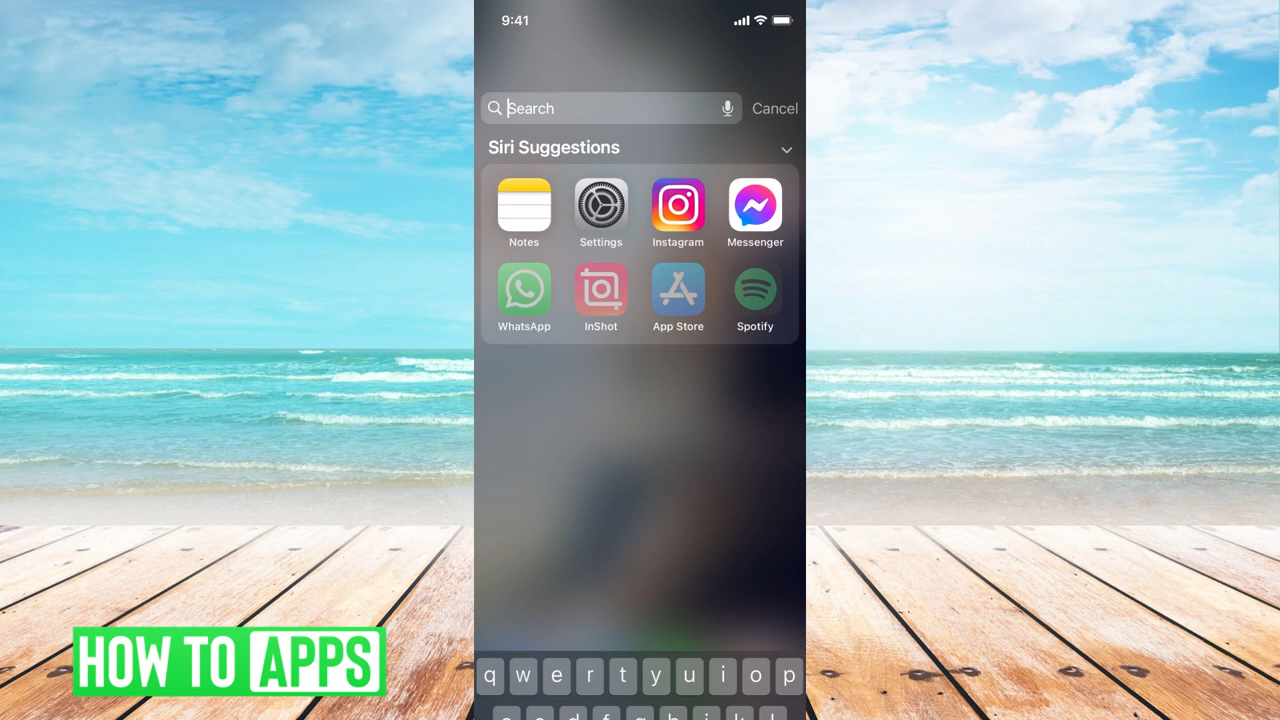 9:41
Search
Cancel
Siri Suggestions
Notes Settings Instagram Messenger
WhatsApp InShot App Store Spotify
HOW TO APPS
q w e r t y u i o p